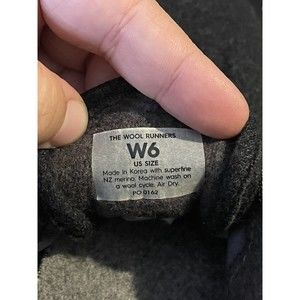 THE WOOL RUNNERS
W6
US SIZE
Made in Korea with superfine
NZ merino. Machine wash on
a wool cycle. Air Dry.
PO 0162